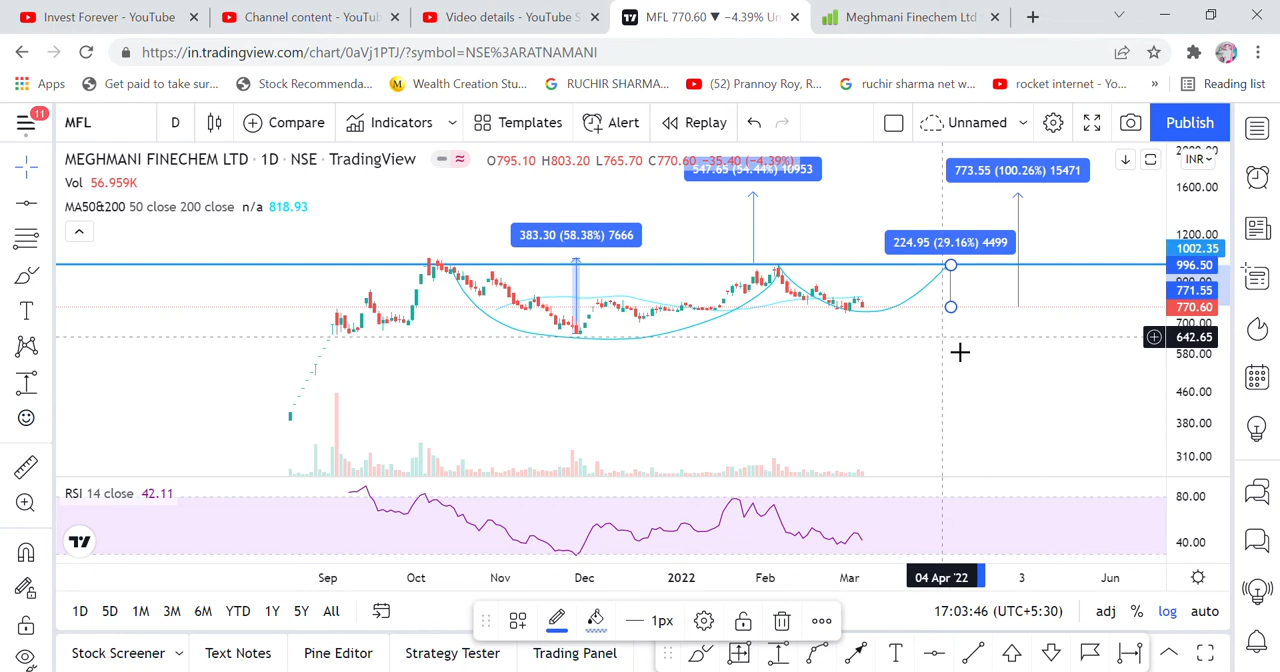 Invest Forever - YouTube
Channel content - YouTub
Video details - YouTube S
MFL 770.60 ▼ −4.39% Un
Meghmani Finechem Ltd
https://in.tradingview.com/chart/0aVj1PTJ/?symbol=NSE%3ARATNAMANI
Apps
Get paid to take sur...
Stock Recommenda...
Wealth Creation Stu...
RUCHIR SHARMA...
(52) Prannoy Roy, R...
ruchir sharma net w...
rocket internet - Yo...
»
Reading list
11
MFL
D
Compare
Indicators
Templates
Alert
Replay
Unnamed
Publish
MEGHMANI FINECHEM LTD · 1D · NSE · TradingView
O795.10 H803.20 L765.70 C770.60 −35.40 (−4.39%)
Vol 56.959K
MA50&200 50 close 200 close n/a 818.93
547.65 (54.44%) 10953
773.55 (100.26%) 15471
383.30 (58.38%) 7666
224.95 (29.16%) 4499
INR
1600.00
1200.00
1002.35
996.50
771.55
770.60
700.00
642.65
580.00
460.00
380.00
310.00
RSI 14 close 42.11
80.00
40.00
Sep Oct Nov Dec 2022 Feb Mar 04 Apr '22 3 Jun
1D 5D 1M 3M 6M YTD 1Y 5Y All
17:03:46 (UTC+5:30)
adj % log auto
1px
Stock Screener
Text Notes
Pine Editor
Strategy Tester
Trading Panel